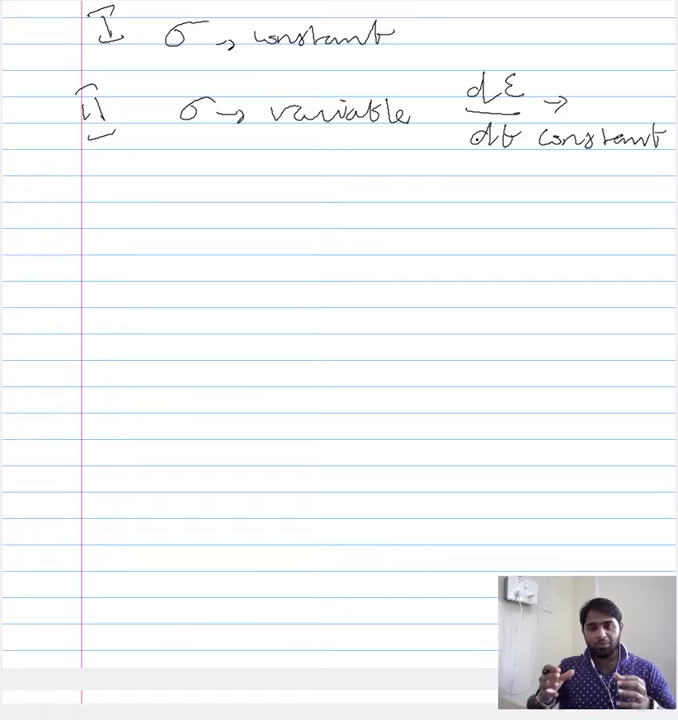 I σ → constant
II σ → variable dε/dt → constant